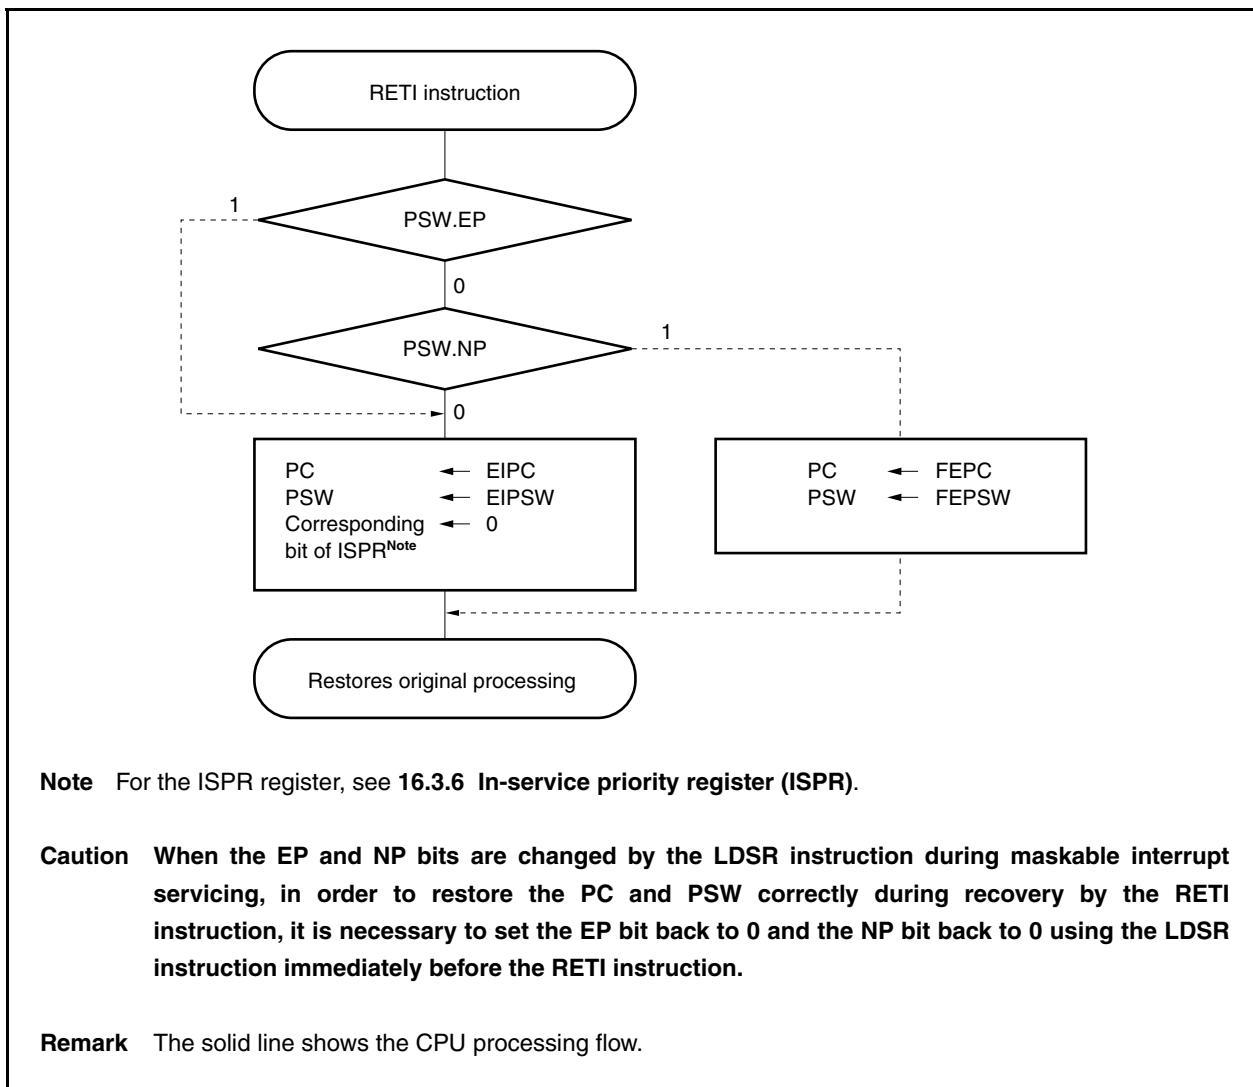 RETI instruction
1
PSW.EP
0
PSW.NP
1
0
PC ← EIPC
PSW ← EIPSW
Corresponding ← 0
bit of ISPRNote
PC ← FEPC
PSW ← FEPSW
Restores original processing
Note For the ISPR register, see 16.3.6 In-service priority register (ISPR).
Caution When the EP and NP bits are changed by the LDSR instruction during maskable interrupt
servicing, in order to restore the PC and PSW correctly during recovery by the RETI
instruction, it is necessary to set the EP bit back to 0 and the NP bit back to 0 using the LDSR
instruction immediately before the RETI instruction.
Remark The solid line shows the CPU processing flow.